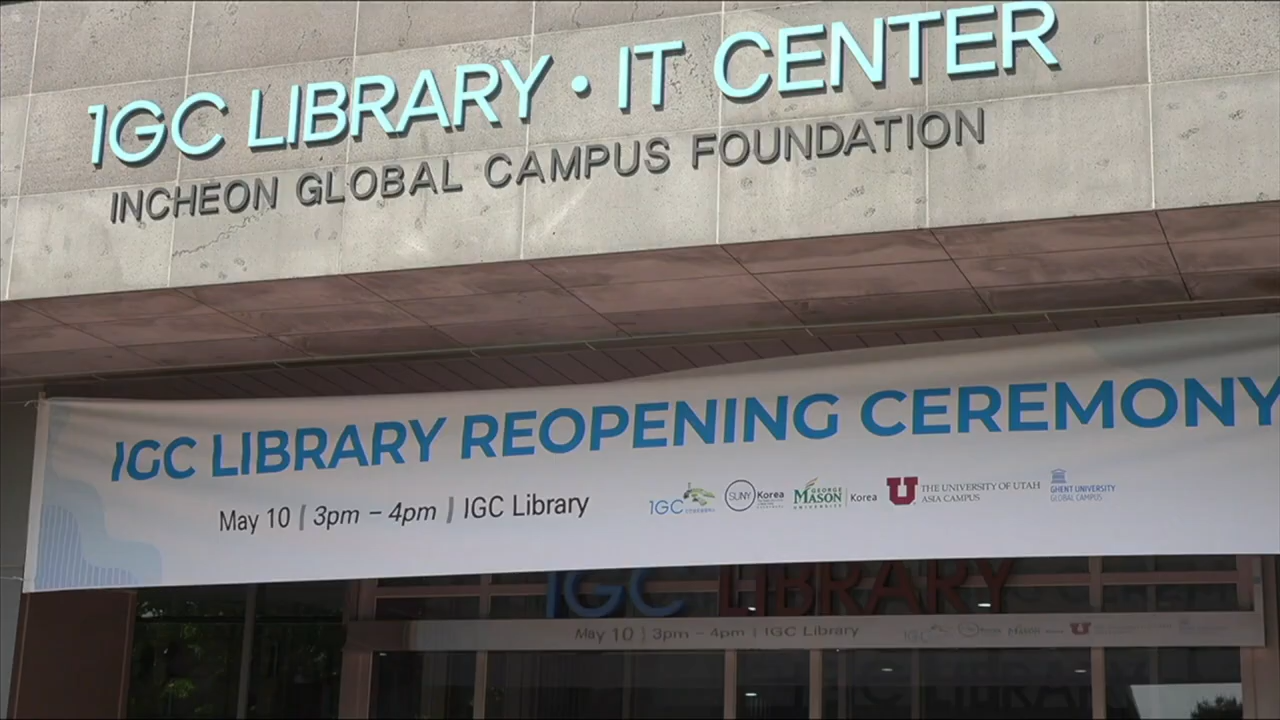 IGC LIBRARY · IT CENTER
INCHEON GLOBAL CAMPUS FOUNDATION
IGC LIBRARY REOPENING CEREMONY
May 10 | 3pm – 4pm | IGC Library
IGC
SUNY Korea
GEORGE
MASON
UNIVERSITY
Korea
U
THE UNIVERSITY OF UTAH
ASIA CAMPUS
GHENT UNIVERSITY
GLOBAL CAMPUS
IGC LIBRARY
May 10 | 3pm – 4pm | IGC Library